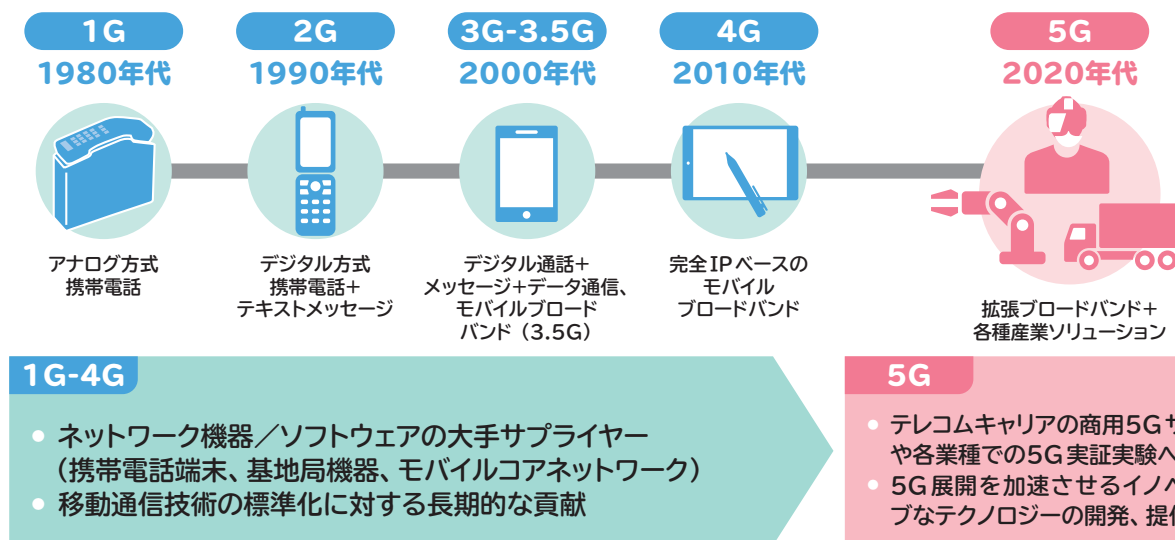 1G
1980年代
アナログ方式
携帯電話
2G
1990年代
デジタル方式
携帯電話+
テキストメッセージ
3G-3.5G
2000年代
デジタル通話+
メッセージ+データ通信、
モバイルブロード
バンド（3.5G）
4G
2010年代
完全IPベースの
モバイル
ブロードバンド
5G
2020年代
拡張ブロードバンド+
各種産業ソリューション
1G-4G
• ネットワーク機器／ソフトウェアの大手サプライヤー
（携帯電話端末、基地局機器、モバイルコアネットワーク）
• 移動通信技術の標準化に対する長期的な貢献
5G
• テレコムキャリアの商用5G
や各業種での5G実証実験へ
• 5G展開を加速させるイノベ
ブなテクノロジーの開発、提